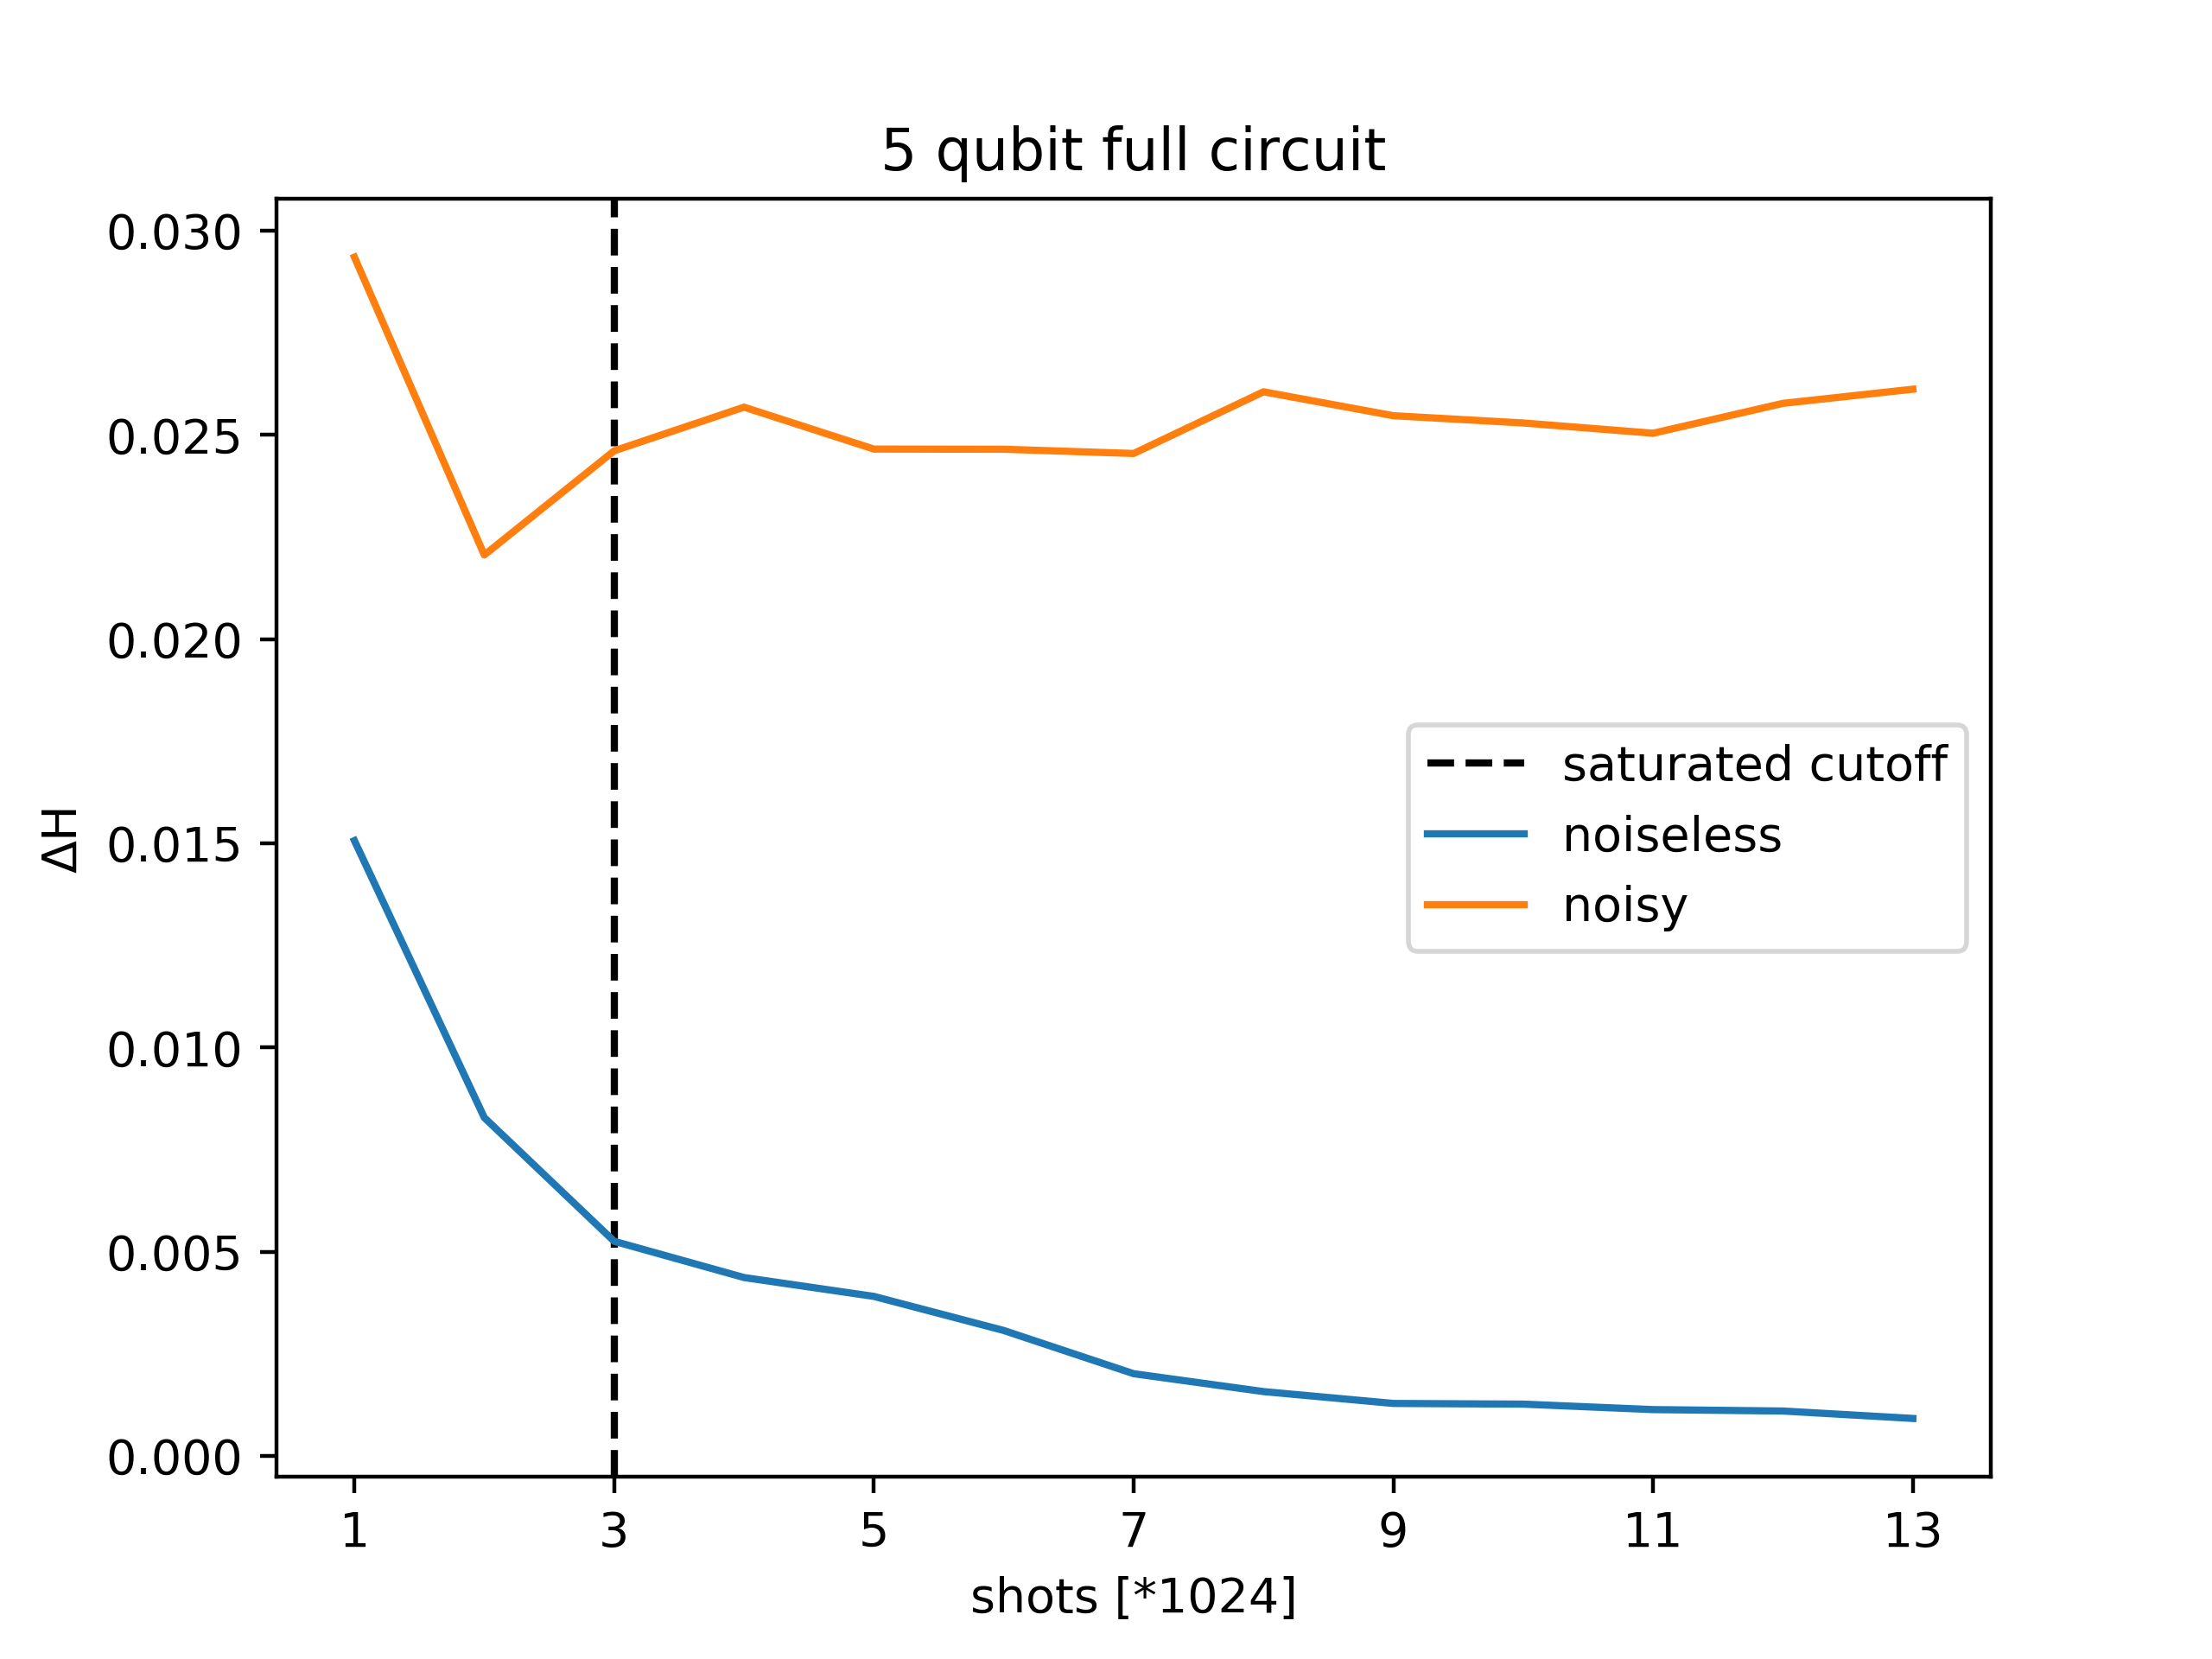 5 qubit full circuit
0.030
0.025
0.020
0.015
0.010
0.005
0.000
ΔH
saturated cutoff
noiseless
noisy
1 3 5 7 9 11 13
shots [*1024]